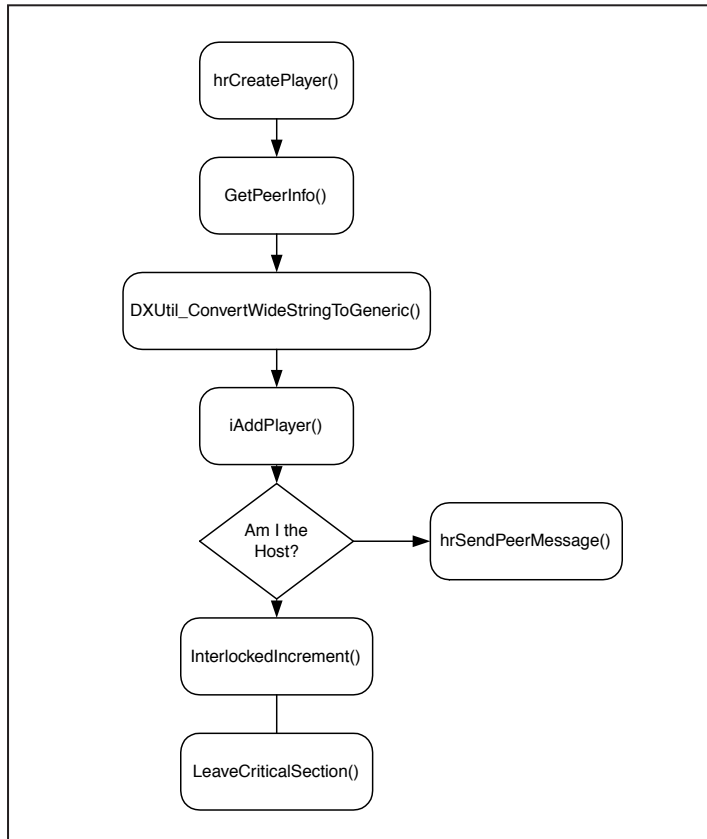 hrCreatePlayer()
GetPeerInfo()
DXUtil_ConvertWideStringToGeneric()
iAddPlayer()
Am I the
Host?
hrSendPeerMessage()
InterlockedIncrement()
LeaveCriticalSection()